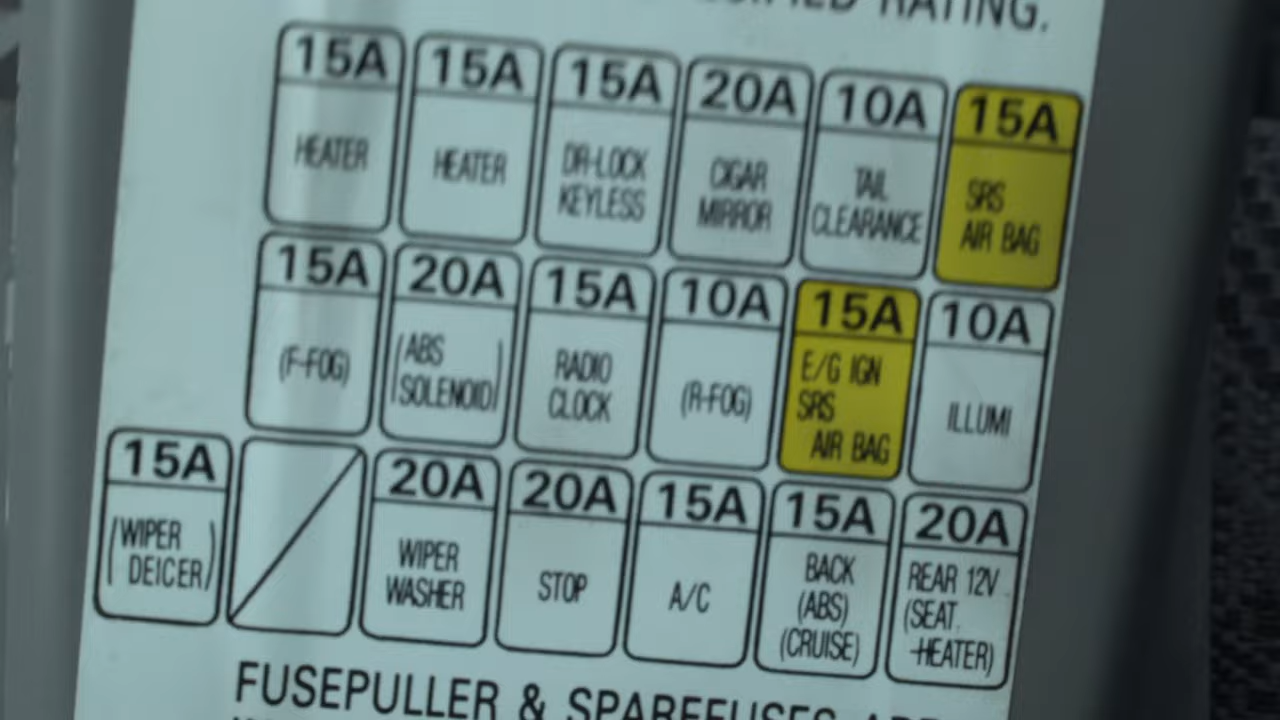 RATING.
15A 15A 15A 20A 10A 15A
HEATER HEATER DR-LOCK KEYLESS CIGAR MIRROR TAIL CLEARANCE SRS AIR BAG
15A 20A 15A 10A 15A 10A
(F-FOG) (ABS SOLENOID) RADIO CLOCK (R-FOG) E/G IGN SRS AIR BAG ILLUMI
15A 20A 20A 15A 15A 20A
(WIPER DEICER) WIPER WASHER STOP A/C BACK (ABS) (CRUISE) REAR 12V (SEAT. -HEATER)
FUSEPULLER & SPAREFUSES ARE